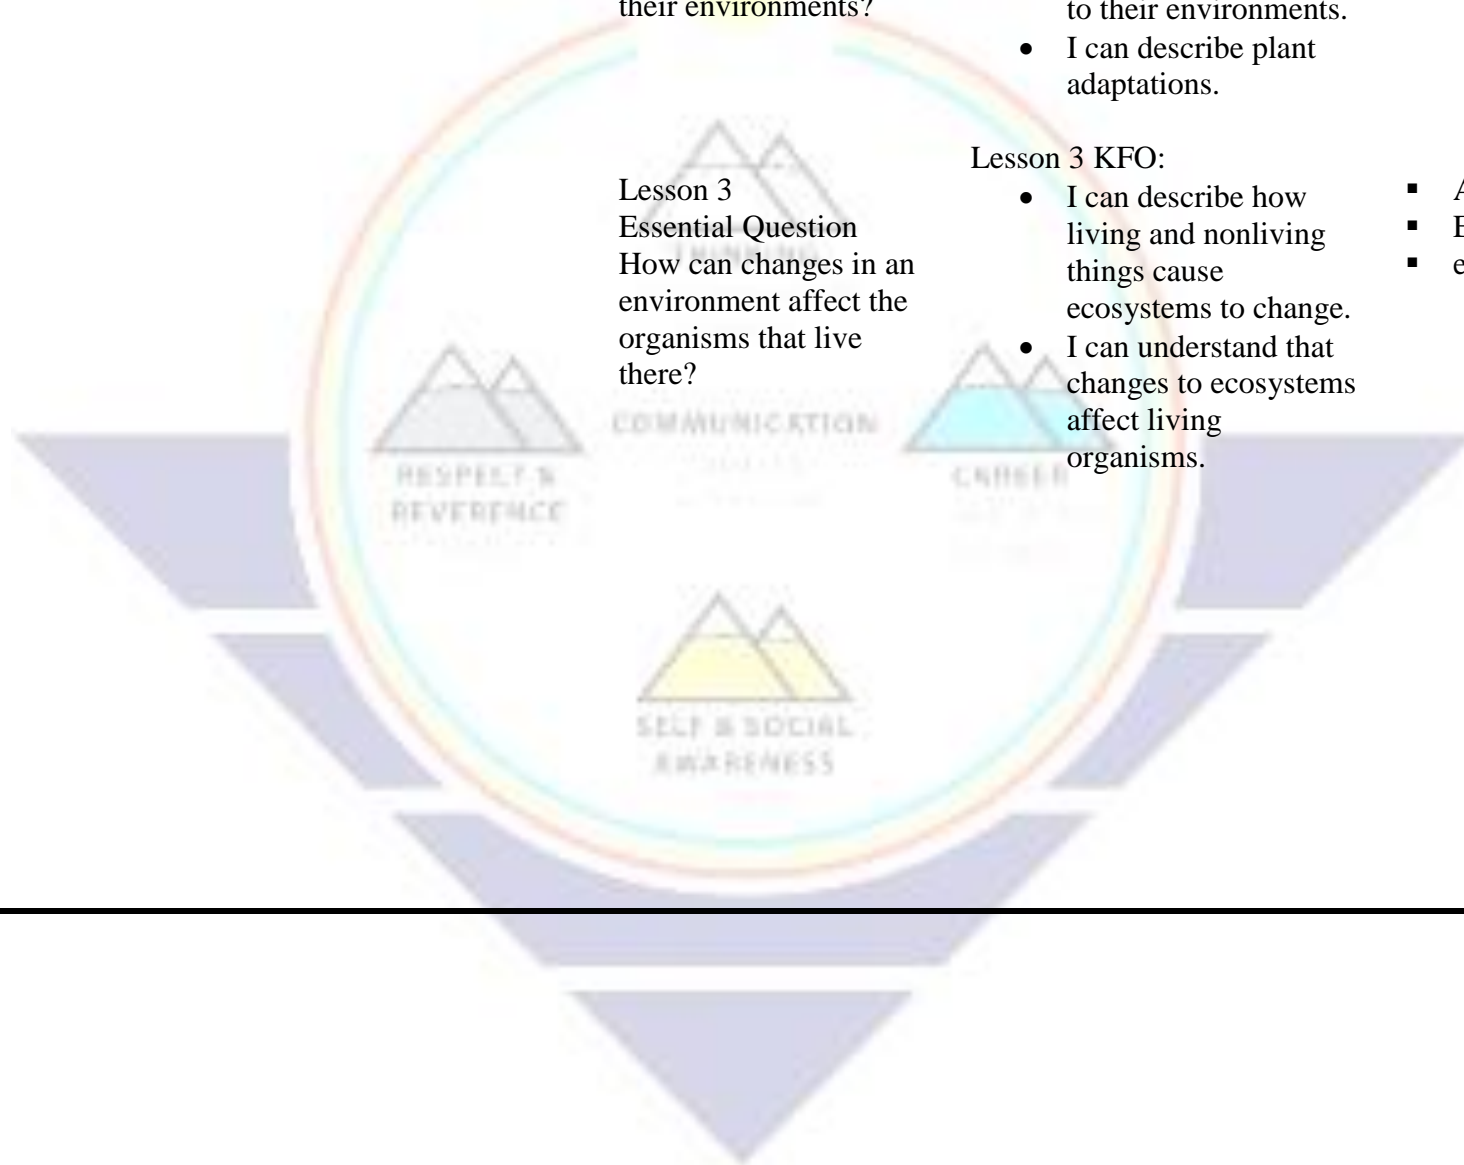 their environments?
to their environments.
• I can describe plant
adaptations.
Lesson 3
Essential Question
How can changes in an
environment affect the
organisms that live
there?
Lesson 3 KFO:
• I can describe how
living and nonliving
things cause
ecosystems to change.
• I can understand that
changes to ecosystems
affect living
organisms.
▪
▪
▪ e
THINKING
RESPECT &
REVERENCE
COMMUNICATION
CAREER
SELF & SOCIAL
AWARENESS